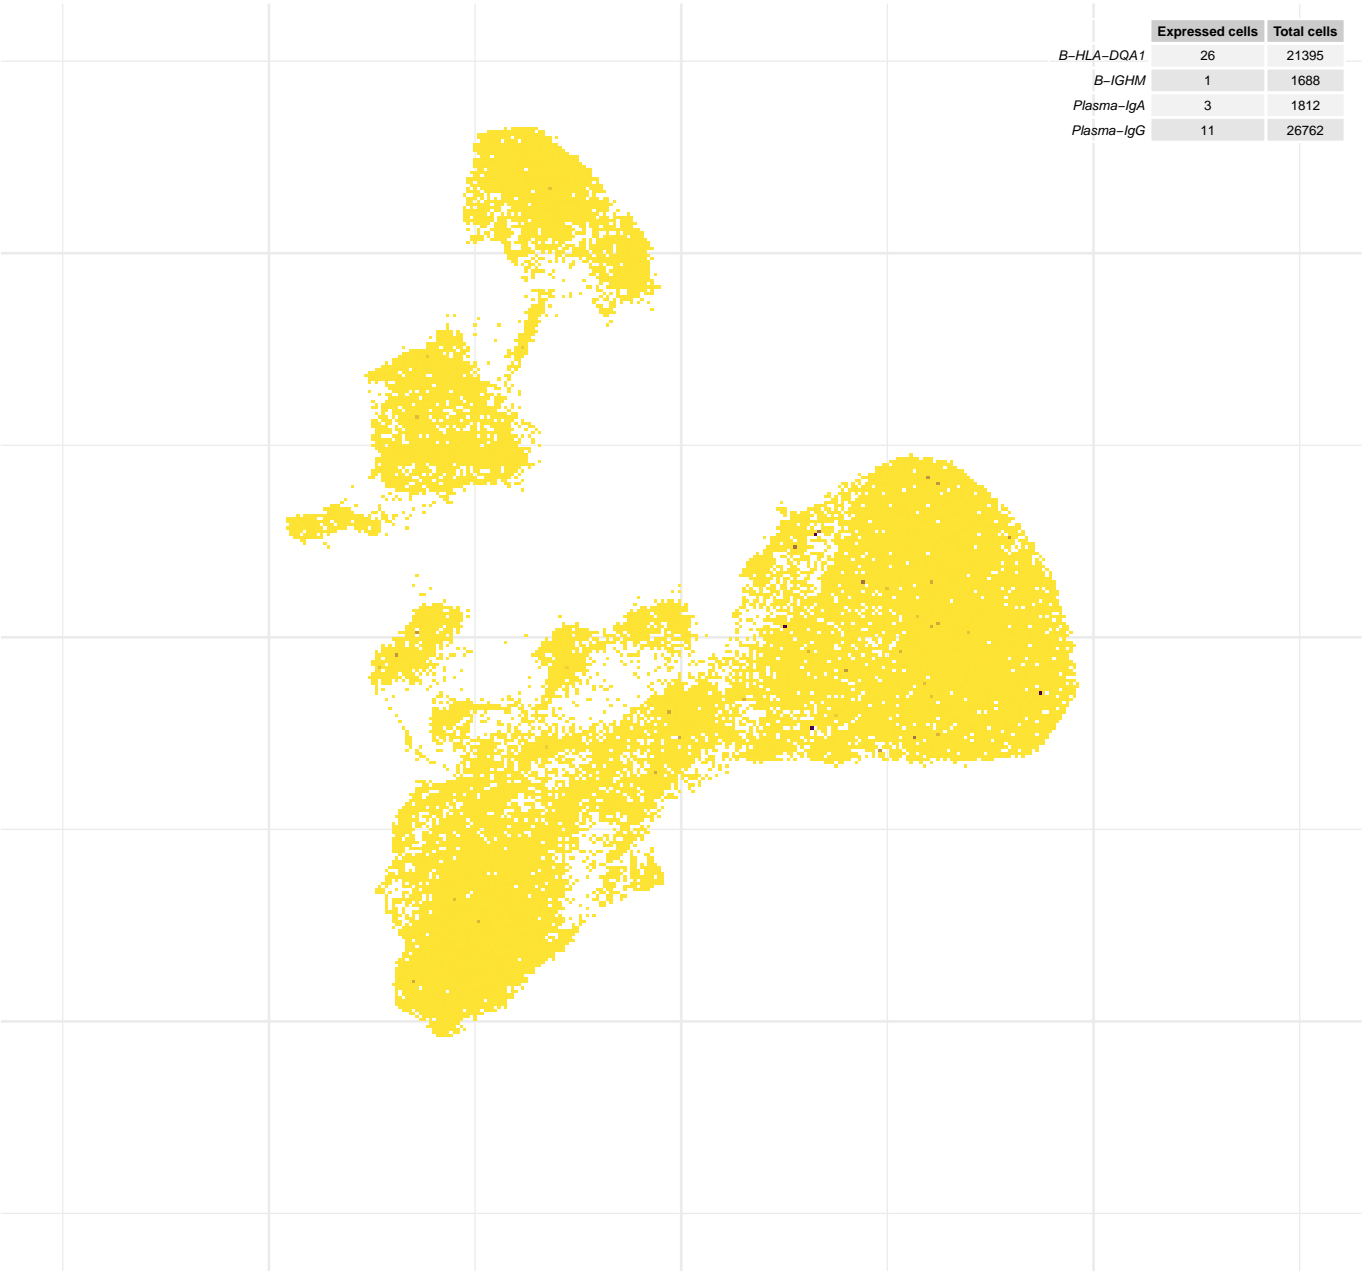 Expressed cells Total cells
B−HLA−DQA1 26 21395
B−IGHM 1 1688
Plasma−IgA 3 1812
Plasma−IgG 11 26762